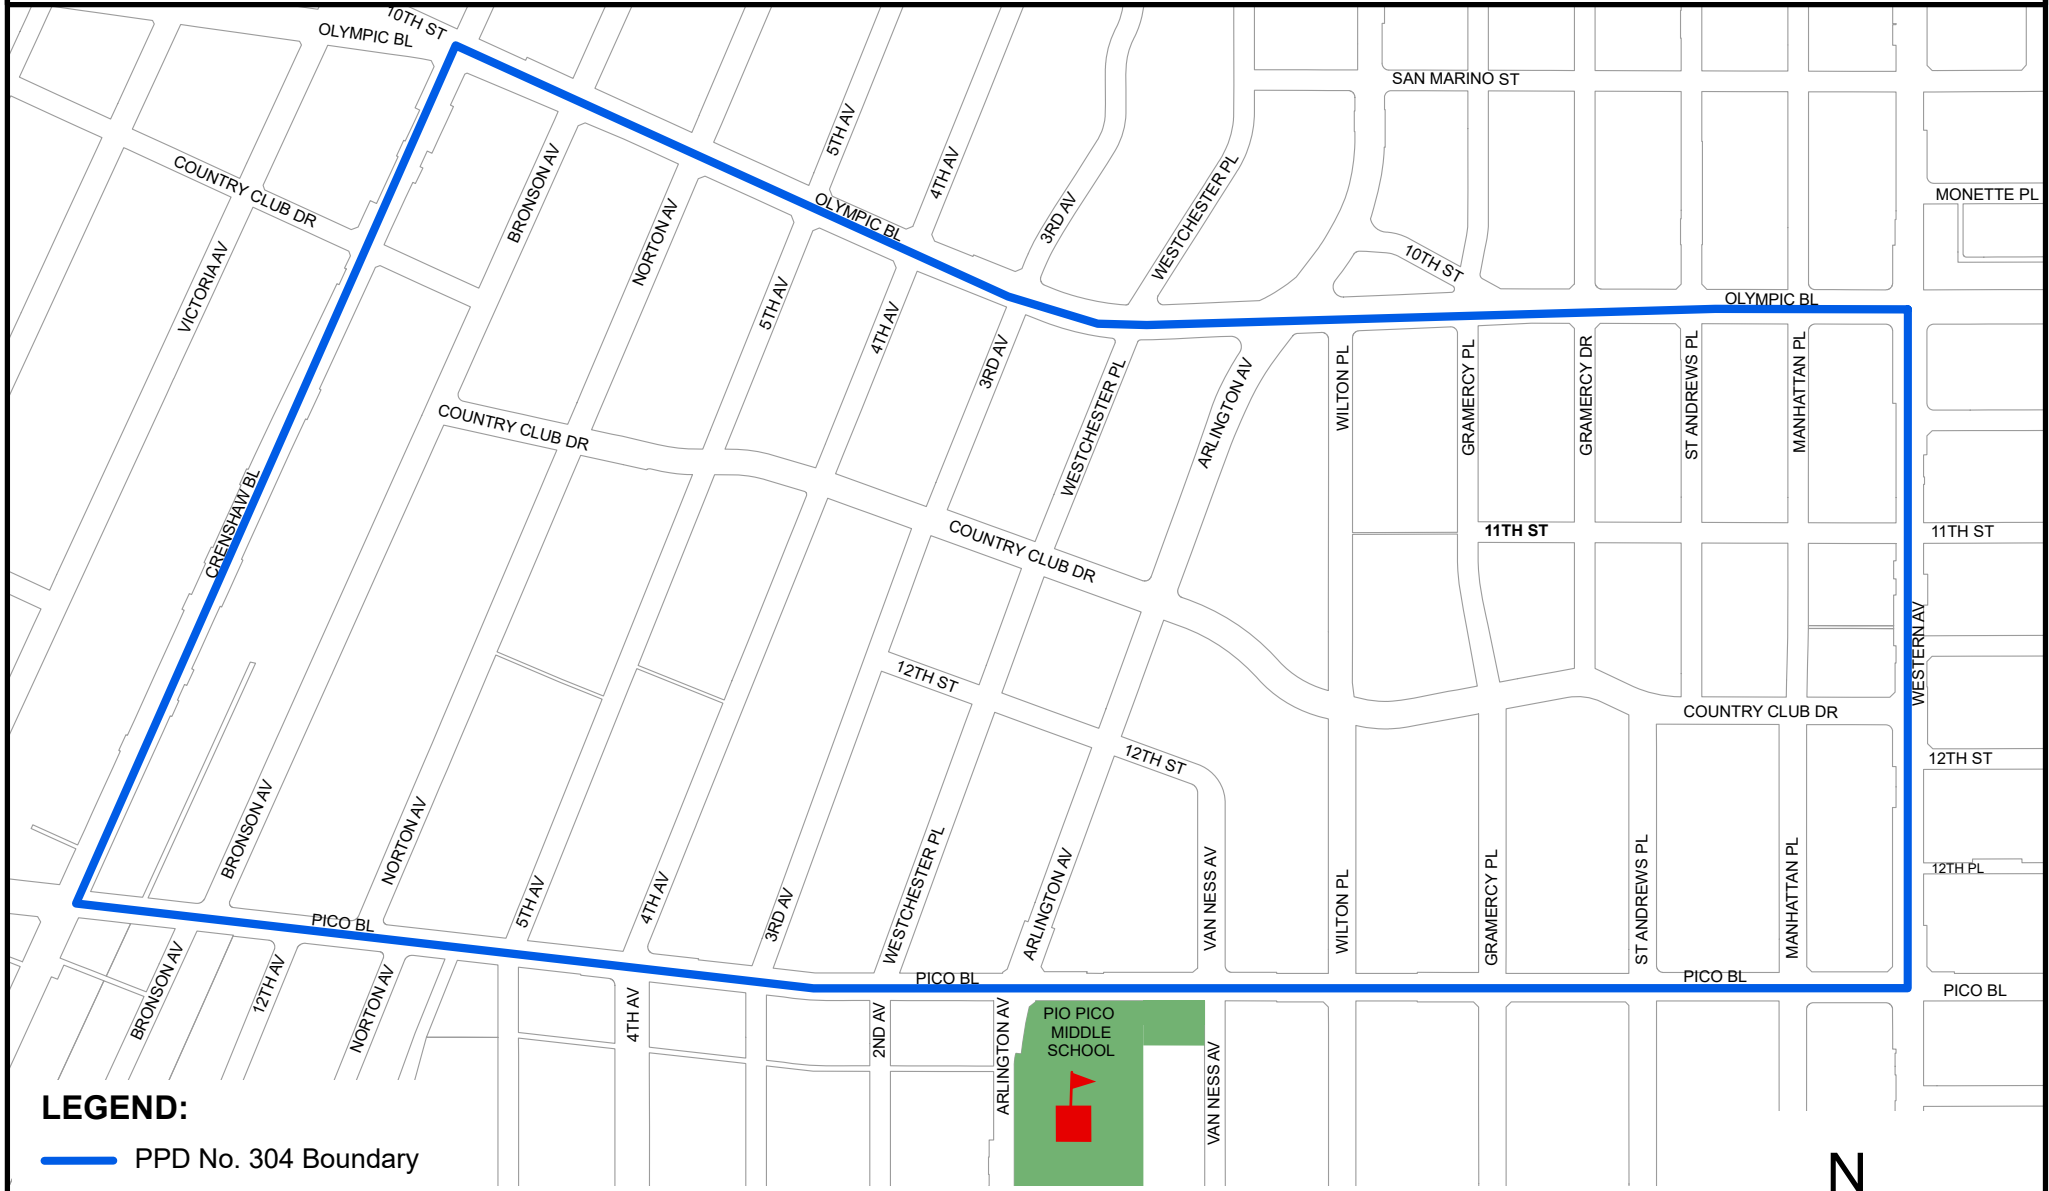 10TH ST
OLYMPIC BL
SAN MARINO ST
5TH AV
4TH AV
COUNTRY CLUB DR
BRONSON AV
NORTON AV
3RD AV
WESTCHESTER PL
MONETTE PL
OLYMPIC BL
10TH ST
VICTORIA AV
5TH AV
4TH AV
OLYMPIC BL
3RD AV
WESTCHESTER PL
ARLINGTON AV
WILTON PL
GRAMERCY PL
GRAMERCY DR
ST ANDREWS PL
MANHATTAN PL
COUNTRY CLUB DR
CRENSHAW BL
COUNTRY CLUB DR
11TH ST
11TH ST
12TH ST
WESTERN AV
COUNTRY CLUB DR
12TH ST
12TH ST
BRONSON AV
NORTON AV
5TH AV
4TH AV
3RD AV
WESTCHESTER PL
ARLINGTON AV
VAN NESS AV
WILTON PL
GRAMERCY PL
ST ANDREWS PL
MANHATTAN PL
12TH PL
PICO BL
PICO BL
PICO BL
PICO BL
BRONSON AV
12TH AV
NORTON AV
4TH AV
2ND AV
ARLINGTON AV
PIO PICO
MIDDLE
SCHOOL
VAN NESS AV
LEGEND:
PPD No. 304 Boundary
N